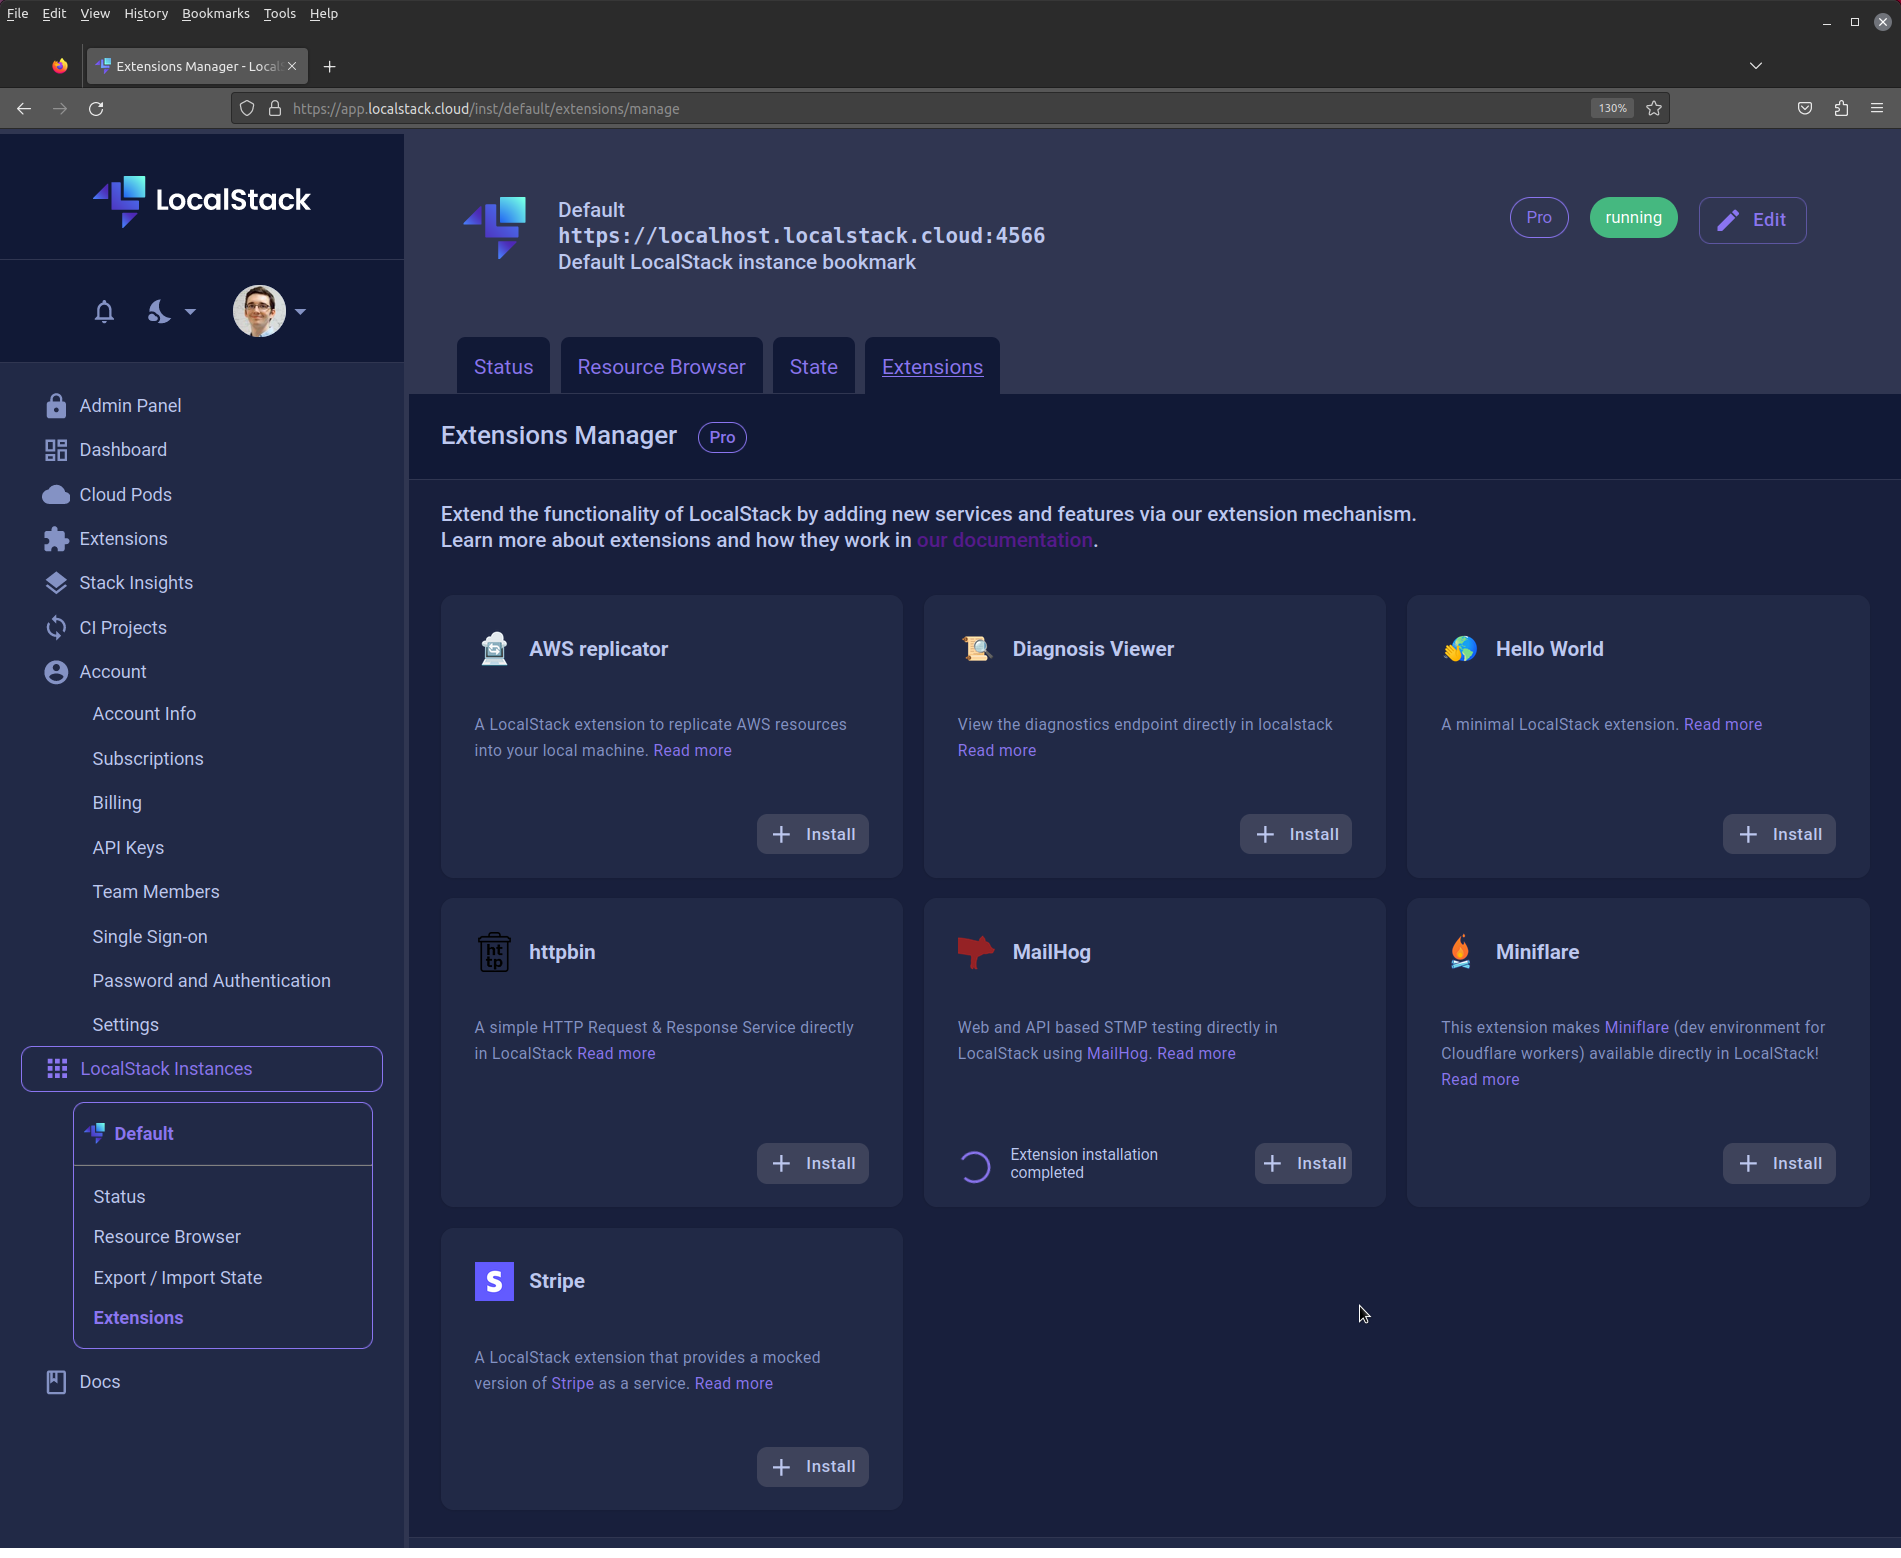 File Edit View History Bookmarks Tools Help
Extensions Manager - Local
https://app.localstack.cloud/inst/default/extensions/manage
130%
LocalStack
Default
https://localhost.localstack.cloud:4566
Default LocalStack instance bookmark
Pro
running
Edit
Status
Resource Browser
State
Extensions
Admin Panel
Dashboard
Cloud Pods
Extensions
Stack Insights
CI Projects
Account
Account Info
Subscriptions
Billing
API Keys
Team Members
Single Sign-on
Password and Authentication
Settings
LocalStack Instances
Default
Status
Resource Browser
Export / Import State
Extensions
Docs
Extensions Manager
Pro
Extend the functionality of LocalStack by adding new services and features via our extension mechanism.
Learn more about extensions and how they work in our documentation.
AWS replicator
A LocalStack extension to replicate AWS resources
into your local machine. Read more
Install
Diagnosis Viewer
View the diagnostics endpoint directly in localstack
Read more
Install
Hello World
A minimal LocalStack extension. Read more
Install
ht
tp
httpbin
A simple HTTP Request & Response Service directly
in LocalStack Read more
Install
MailHog
Web and API based STMP testing directly in
LocalStack using MailHog. Read more
Extension installation
completed
Install
Miniflare
This extension makes Miniflare (dev environment for
Cloudflare workers) available directly in LocalStack!
Read more
Install
S
Stripe
A LocalStack extension that provides a mocked
version of Stripe as a service. Read more
Install